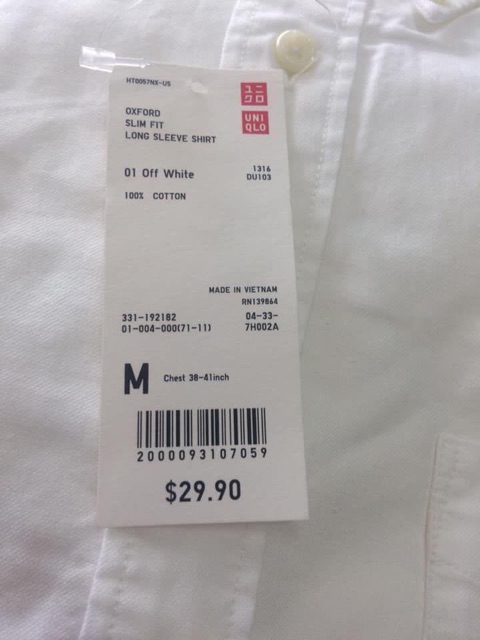 HT0057NX-US
ユニ
クロ
UNI
QLO
OXFORD
SLIM FIT
LONG SLEEVE SHIRT
01 Off White
1316
DU103
100% COTTON
MADE IN VIETNAM
RN139864
331-192182
04-33-
01-004-000(71-11)
7H002A
M Chest 38-41inch
2000093107059
$29.90